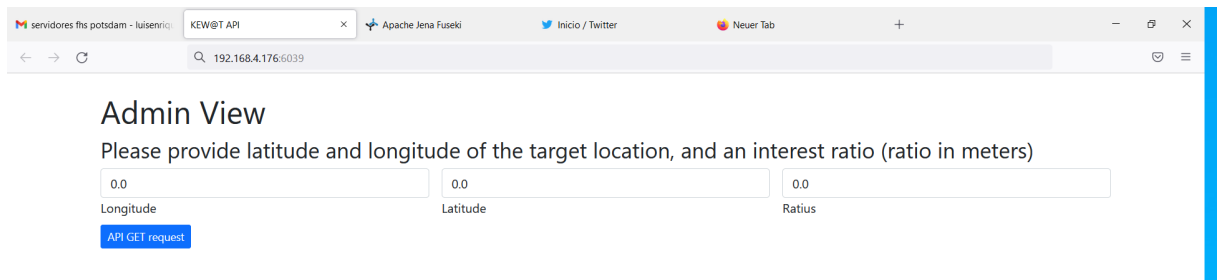 servidores fhs potsdam - luisenriq
KEW@T API
Apache Jena Fuseki
Inicio / Twitter
Neuer Tab
192.168.4.176:6039
Admin View
Please provide latitude and longitude of the target location, and an interest ratio (ratio in meters)
0.0 0.0 0.0
Longitude Latitude Ratius
API GET request